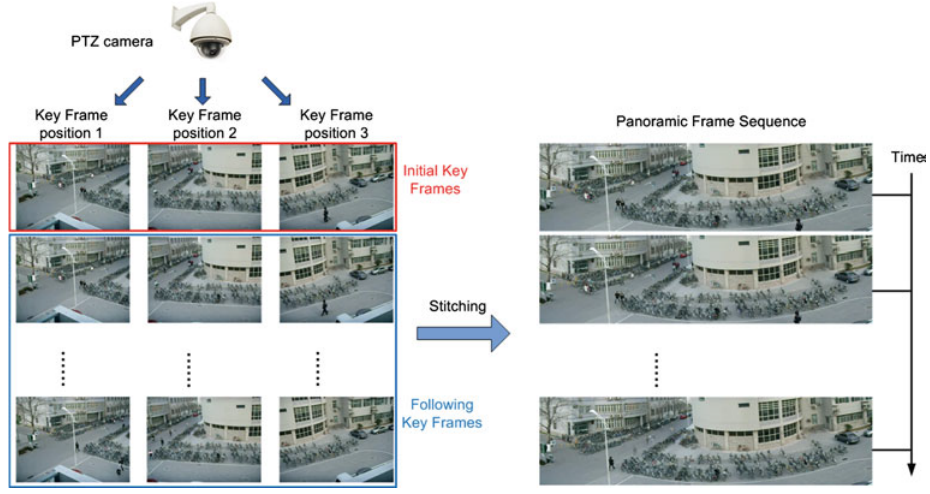 PTZ camera
Key Frame
position 1
Key Frame
position 2
Key Frame
position 3
Panoramic Frame Sequence
Time
Initial Key
Frames
Stitching
Following
Key Frames